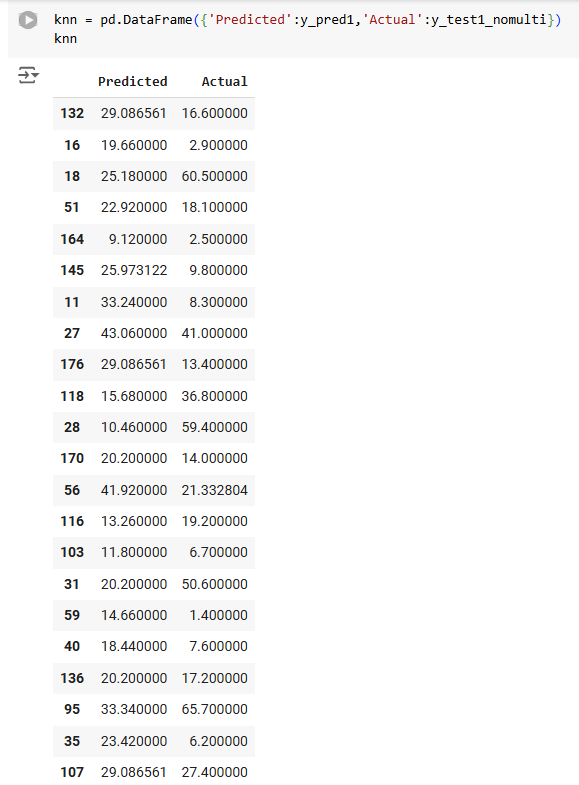 knn = pd.DataFrame({'Predicted':y_pred1,'Actual':y_test1_nomulti})
knn
Predicted Actual
132 29.086561 16.600000
16 19.660000 2.900000
18 25.180000 60.500000
51 22.920000 18.100000
164 9.120000 2.500000
145 25.973122 9.800000
11 33.240000 8.300000
27 43.060000 41.000000
176 29.086561 13.400000
118 15.680000 36.800000
28 10.460000 59.400000
170 20.200000 14.000000
56 41.920000 21.332804
116 13.260000 19.200000
103 11.800000 6.700000
31 20.200000 50.600000
59 14.660000 1.400000
40 18.440000 7.600000
136 20.200000 17.200000
95 33.340000 65.700000
35 23.420000 6.200000
107 29.086561 27.400000